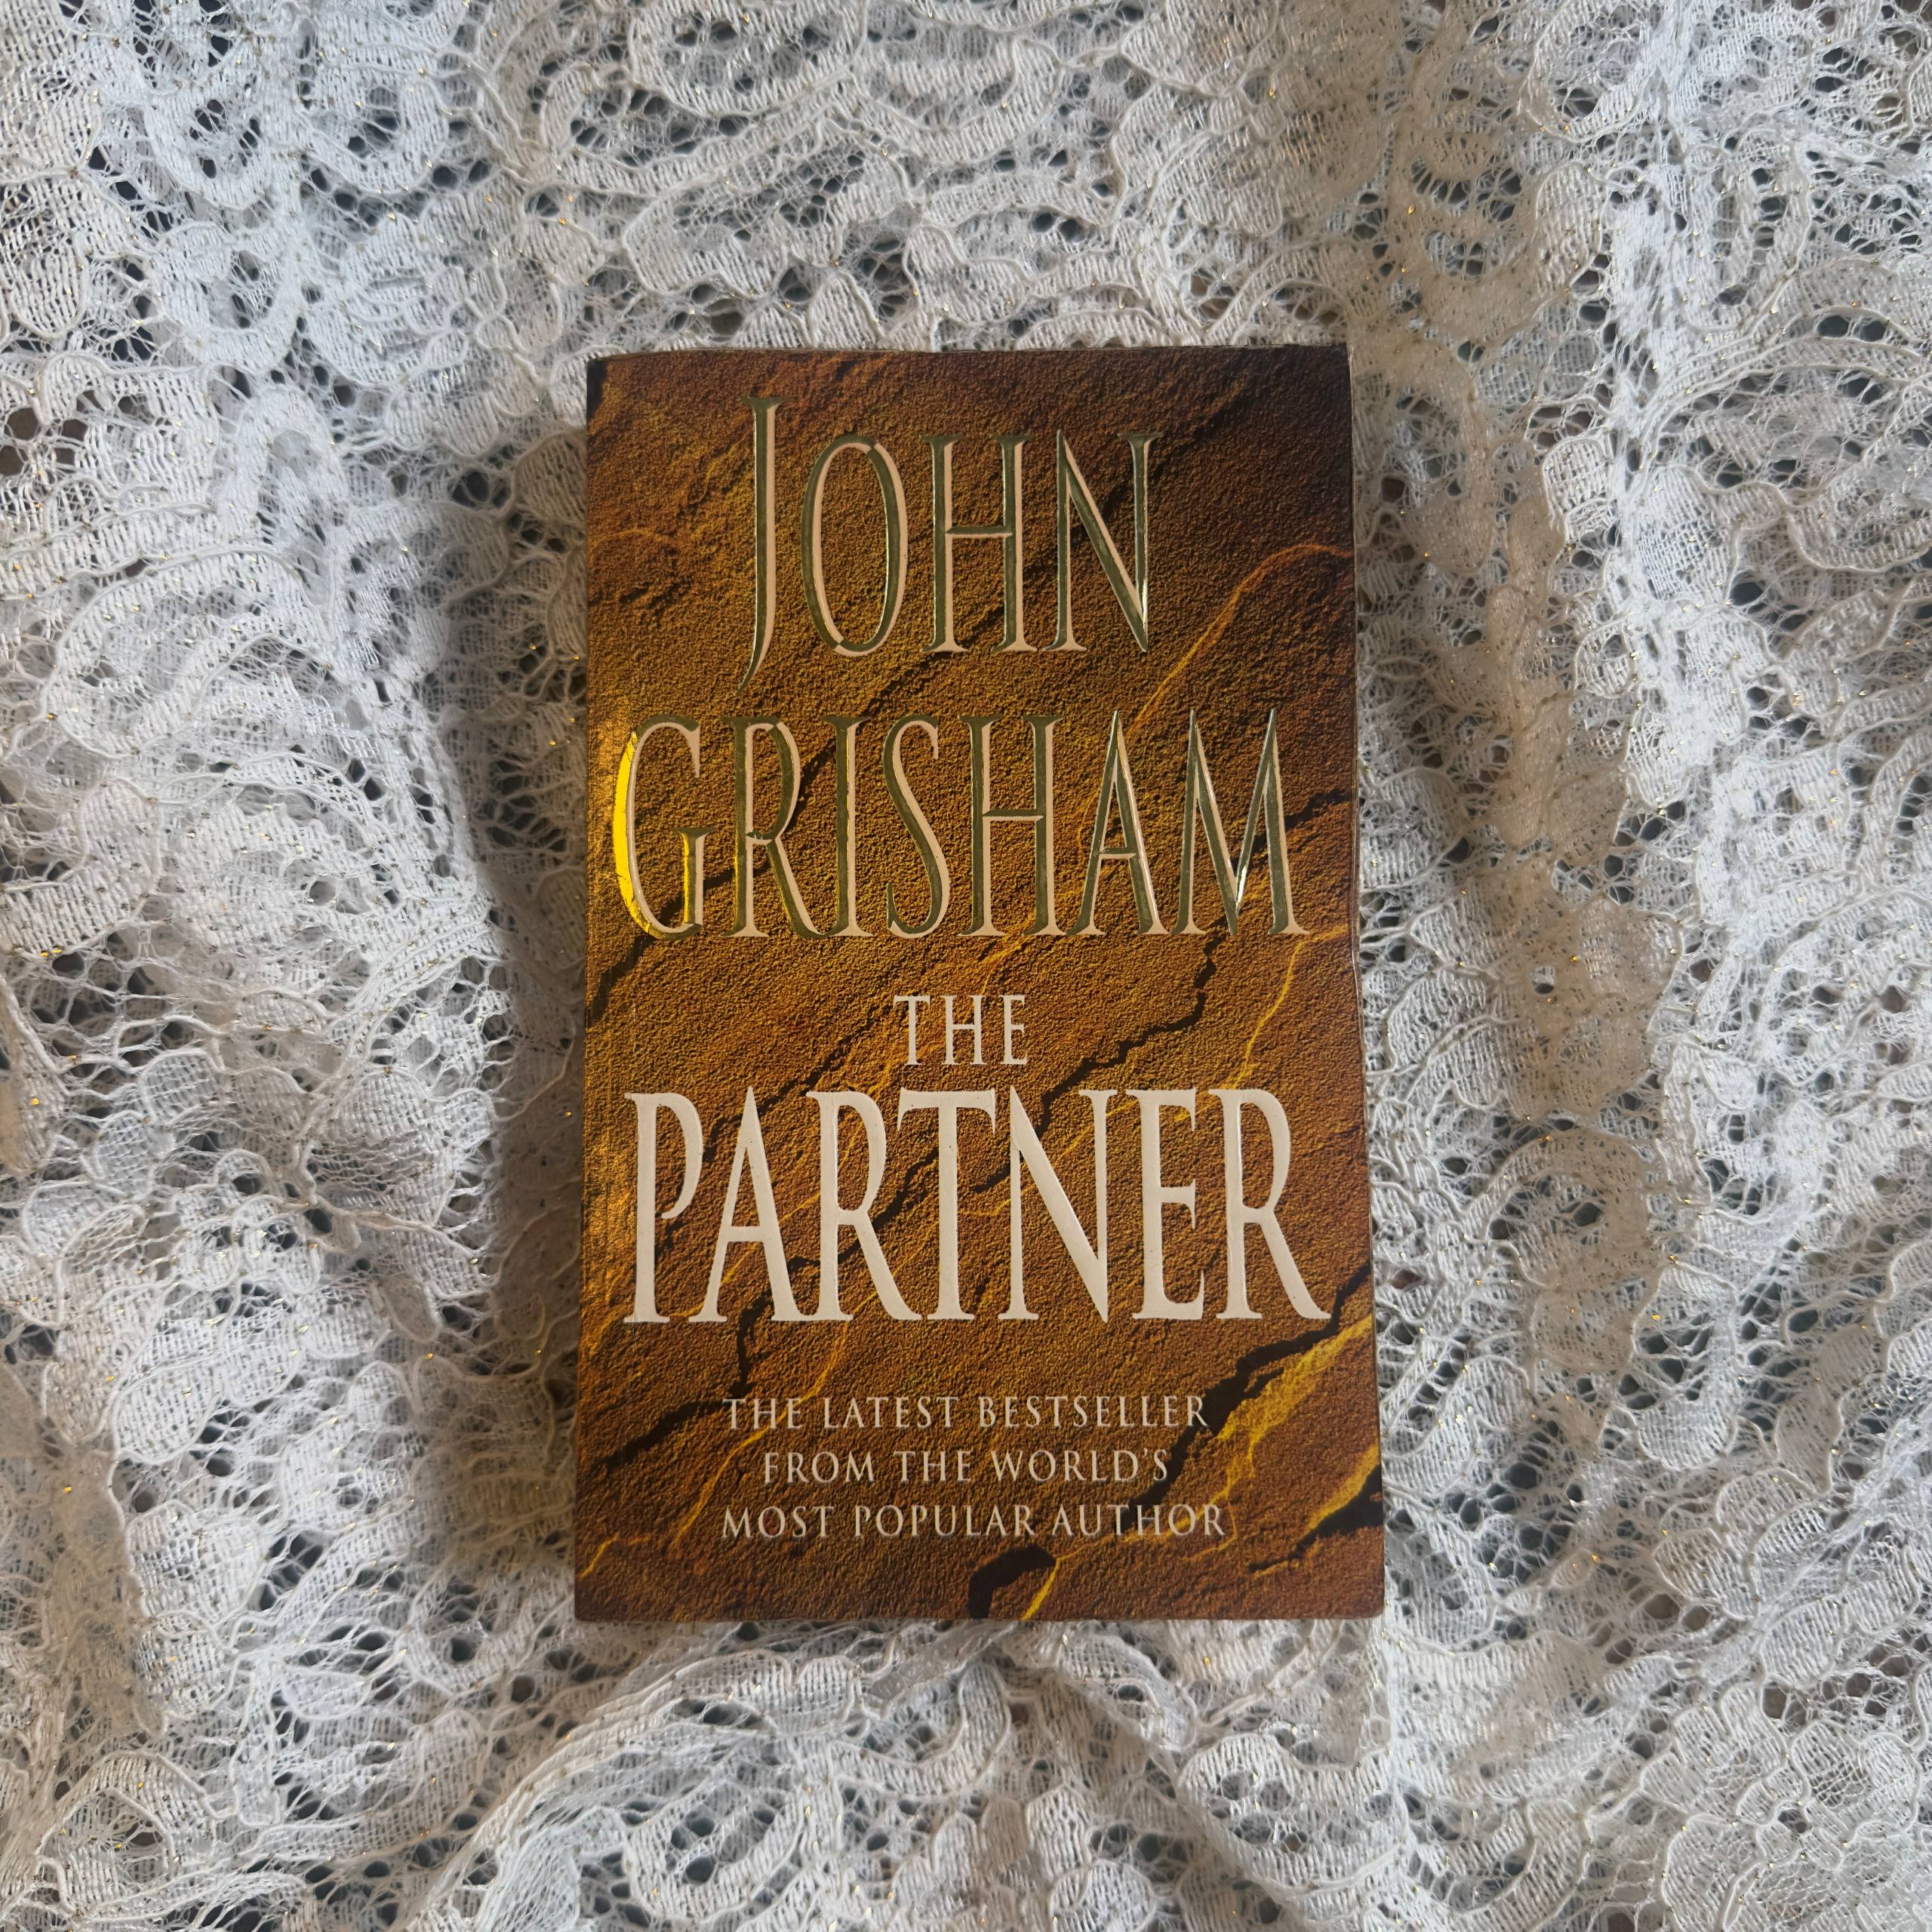 JOHN
GRISHAM
THE
PARTNER
THE LATEST BESTSELLER
FROM THE WORLD'S
MOST POPULAR AUTHOR